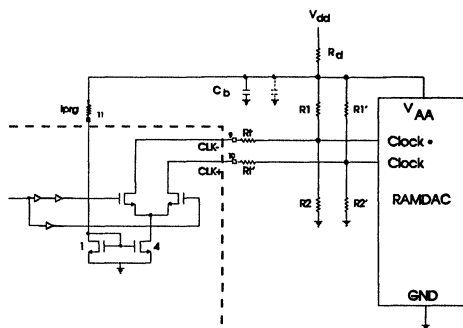 Vdd
Rd
Cb
Iprg
11
R1
R1'
VAA
9
Rt
CLK-
Clock *
10
CLK+
Rt'
Clock
RAMDAC
R2
R2'
1
4
GND